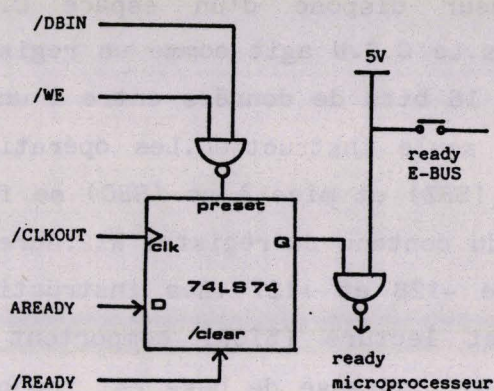 /DBIN
/WE
5V
ready
E-BUS
preset
/CLKOUT
clk
Q
74LS74
AREADY
D
/clear
/READY
ready
microprocesseur